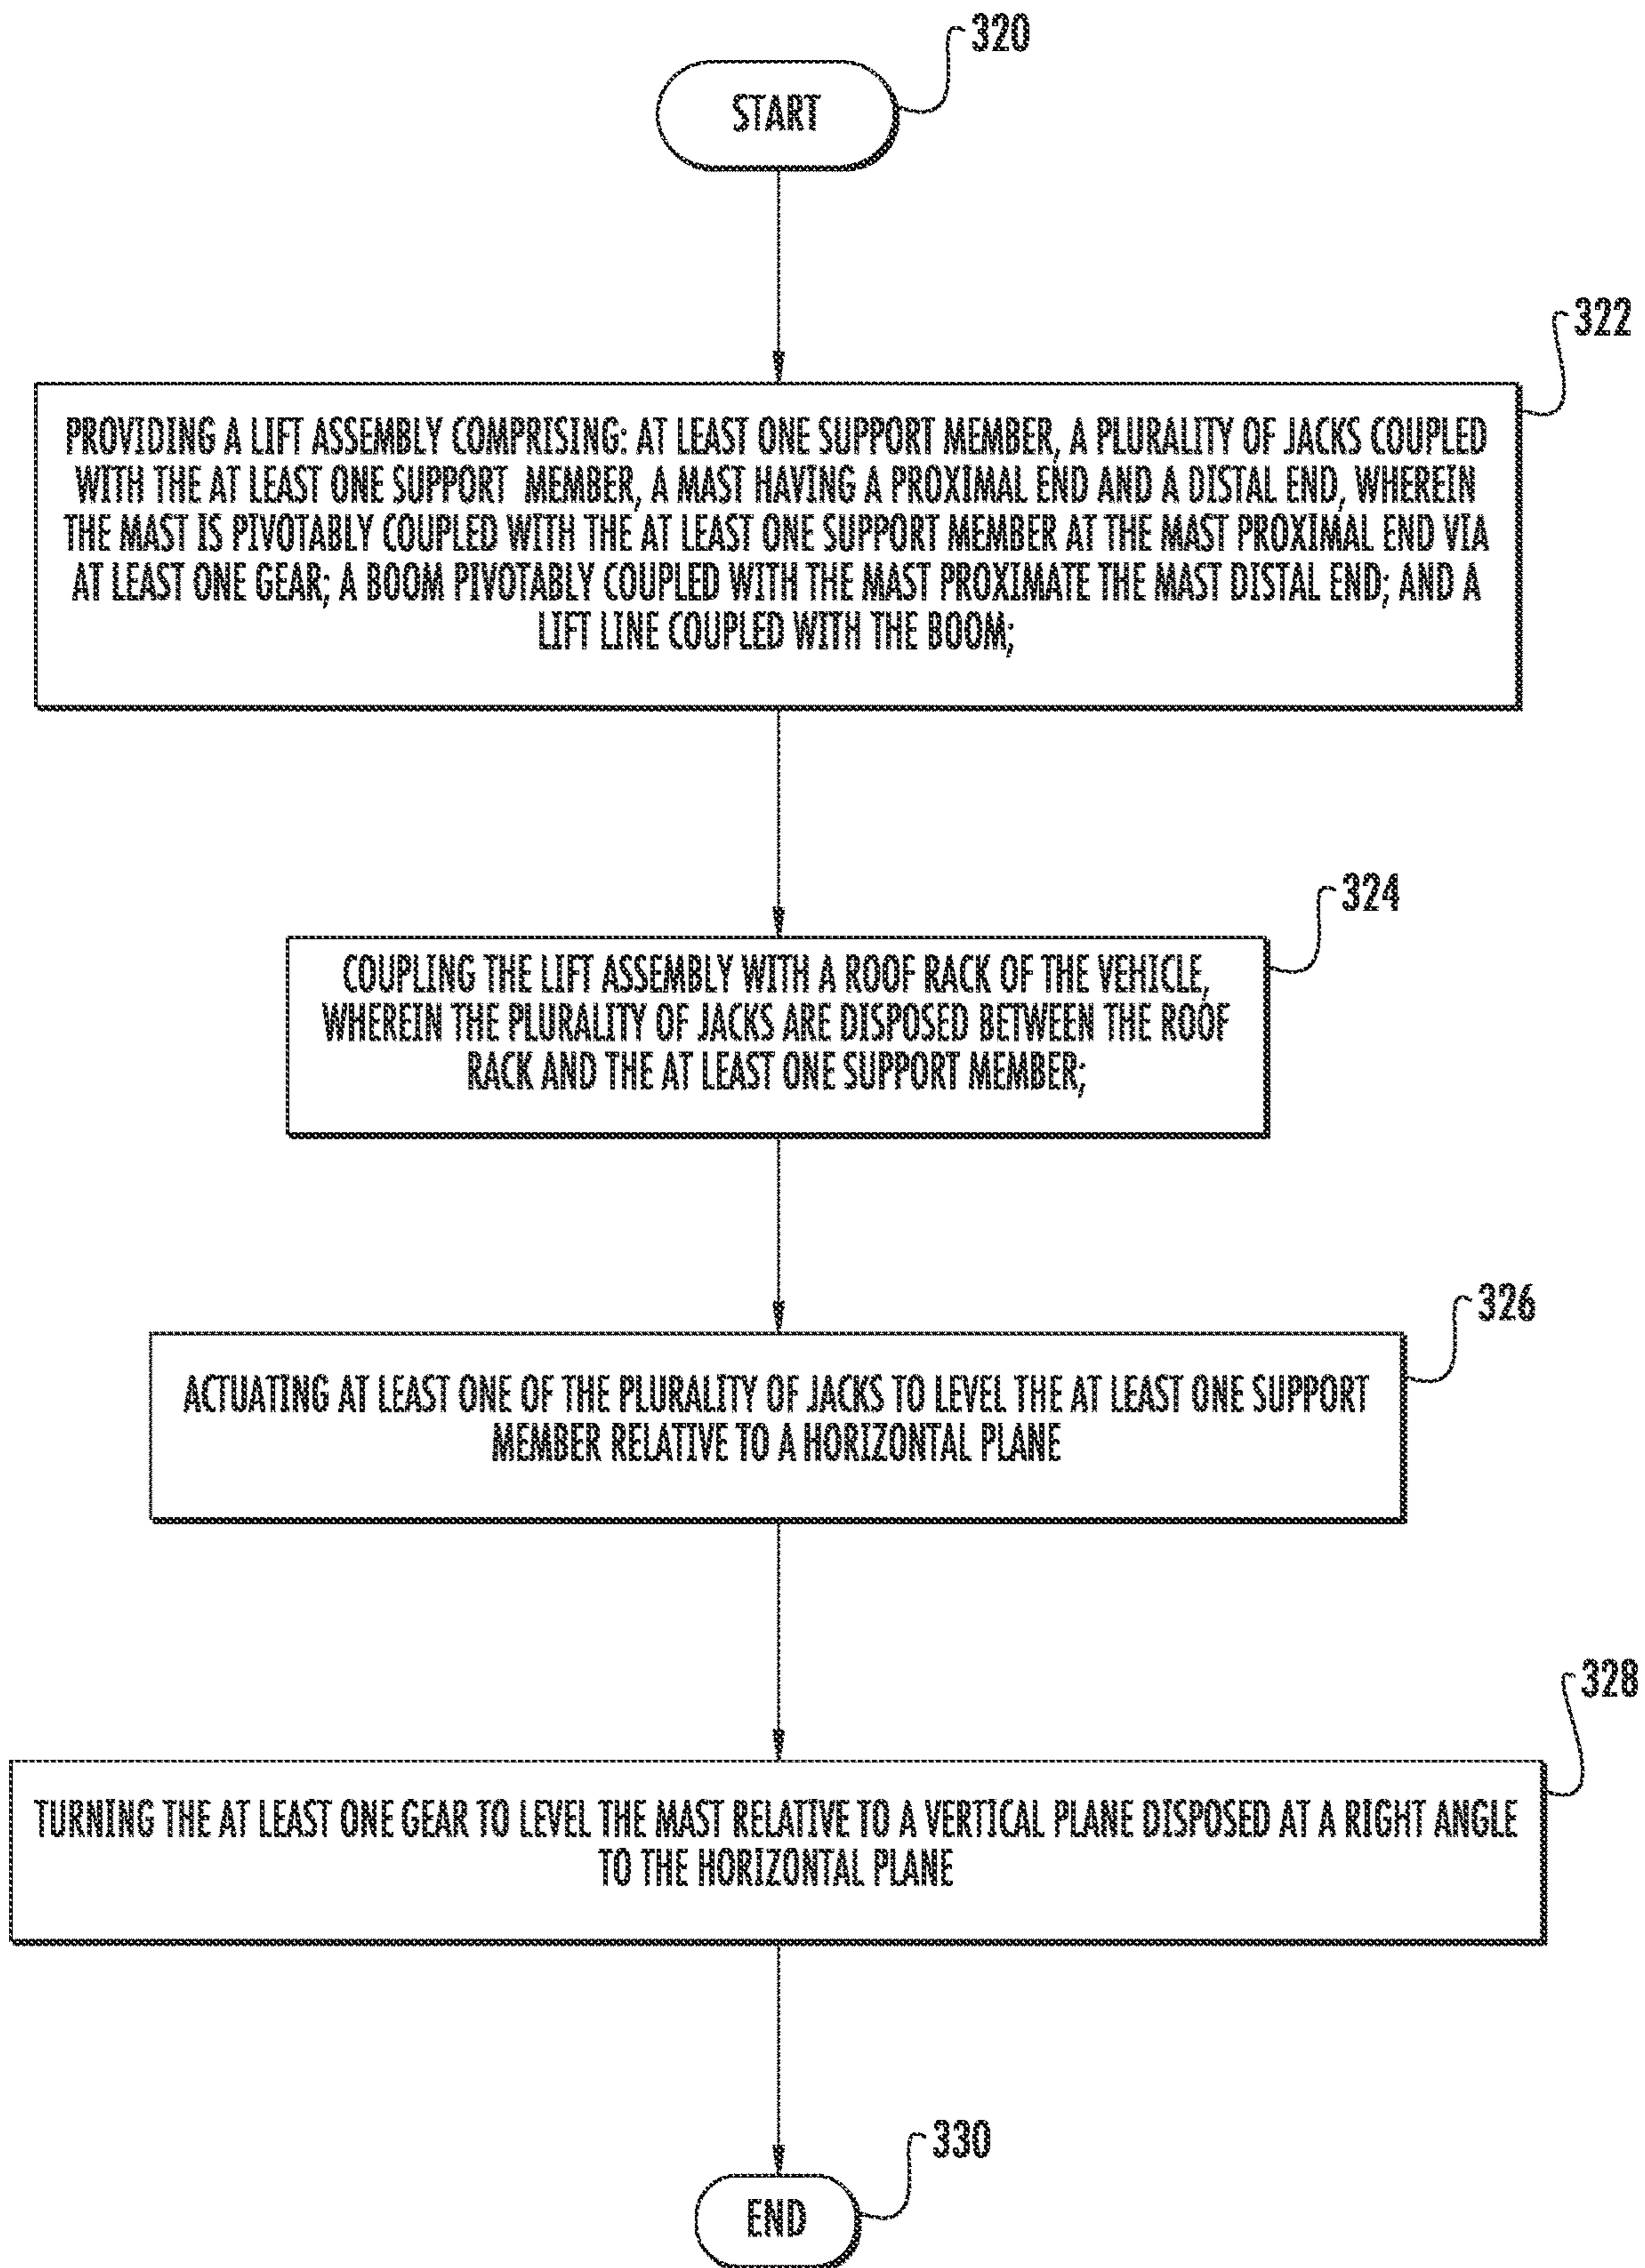 320
START
322
PROVIDING A LIFT ASSEMBLY COMPRISING: AT LEAST ONE SUPPORT MEMBER, A PLURALITY OF JACKS COUPLED
WITH THE AT LEAST ONE SUPPORT MEMBER, A MAST HAVING A PROXIMAL END AND A DISTAL END, WHEREIN
THE MAST IS PIVOTABLY COUPLED WITH THE AT LEAST ONE SUPPORT MEMBER AT THE MAST PROXIMAL END VIA
AT LEAST ONE GEAR; A BOOM PIVOTABLY COUPLED WITH THE MAST PROXIMATE THE MAST DISTAL END; AND A
LIFT LINE COUPLED WITH THE BOOM;
324
COUPLING THE LIFT ASSEMBLY WITH A ROOF RACK OF THE VEHICLE,
WHEREIN THE PLURALITY OF JACKS ARE DISPOSED BETWEEN THE ROOF
RACK AND THE AT LEAST ONE SUPPORT MEMBER;
326
ACTUATING AT LEAST ONE OF THE PLURALITY OF JACKS TO LEVEL THE AT LEAST ONE SUPPORT
MEMBER RELATIVE TO A HORIZONTAL PLANE
328
TURNING THE AT LEAST ONE GEAR TO LEVEL THE MAST RELATIVE TO A VERTICAL PLANE DISPOSED AT A RIGHT ANGLE
TO THE HORIZONTAL PLANE
330
END